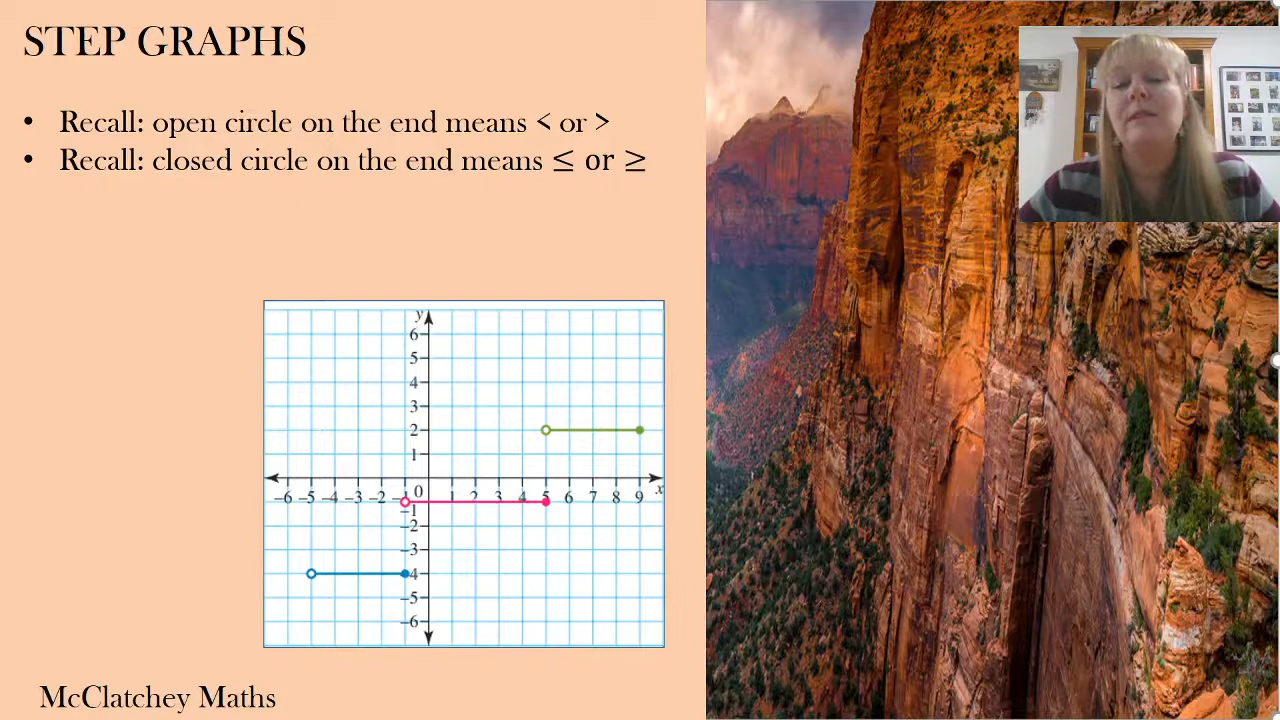 STEP GRAPHS
• Recall: open circle on the end means < or >
• Recall: closed circle on the end means ≤ or ≥
y
6
5
4
3
2
1
–6 –5 –4 –3 –2 –1 0 1 2 3 4 5 6 7 8 9 x
–1
–2
–3
–4
–5
–6
McClatchey Maths